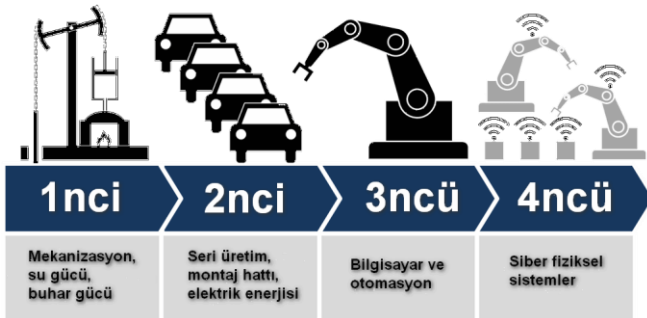 1nci
2nci
3ncü
4ncü
Mekanizasyon,
su gücü,
buhar gücü
Seri üretim,
montaj hattı,
elektrik enerjisi
Bilgisayar ve
otomasyon
Siber fiziksel
sistemler